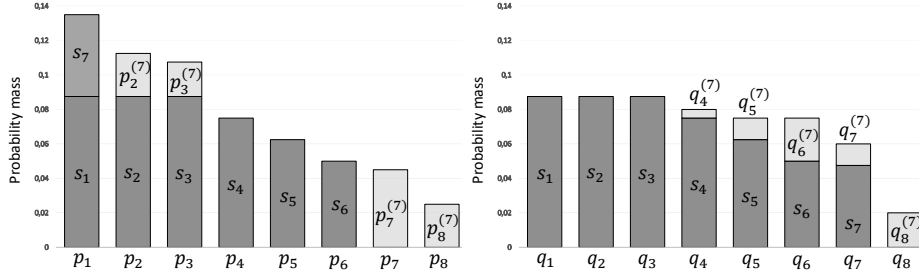 Probability mass
0,14
0,12
0,1
0,08
0,06
0,04
0,02
0
s₇
s₁
p₂⁽⁷⁾
s₂
p₃⁽⁷⁾
s₃
s₄
s₅
s₆
p₇⁽⁷⁾
p₈⁽⁷⁾
p₁ p₂ p₃ p₄ p₅ p₆ p₇ p₈
Probability mass
0,14
0,12
0,1
0,08
0,06
0,04
0,02
0
s₁
s₂
s₃
q₄⁽⁷⁾
s₄
q₅⁽⁷⁾
s₅
q₆⁽⁷⁾
s₆
q₇⁽⁷⁾
s₇
q₈⁽⁷⁾
q₁ q₂ q₃ q₄ q₅ q₆ q₇ q₈